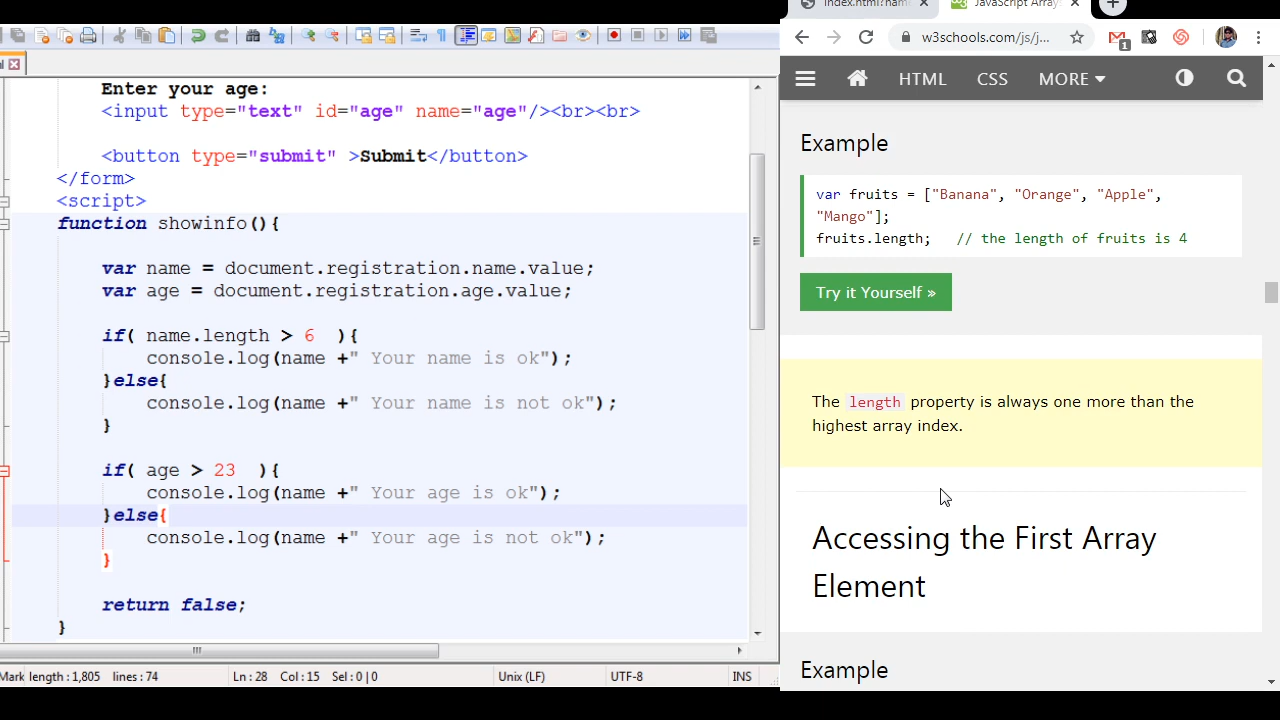 Enter your age:
<input type="text" id="age" name="age"/><br><br>
<button type="submit" >Submit</button>
</form>
<script>
function showinfo(){
var name = document.registration.name.value;
var age = document.registration.age.value;
if( name.length > 6 ){
console.log(name +" Your name is ok");
}else{
console.log(name +" Your name is not ok");
}
if( age > 23 ){
console.log(name +" Your age is ok");
}else{
console.log(name +" Your age is not ok");
}
return false;
}
length : 1,805 lines : 74 Ln : 28 Col : 15 Sel : 0 | 0 Unix (LF) UTF-8 INS
index.html?nam
JavaScript Array
w3schools.com/js/j...
1
HTML CSS MORE
Example
var fruits = ["Banana", "Orange", "Apple",
"Mango"];
fruits.length; // the length of fruits is 4
Try it Yourself »
The length property is always one more than the
highest array index.
Accessing the First Array
Element
Example